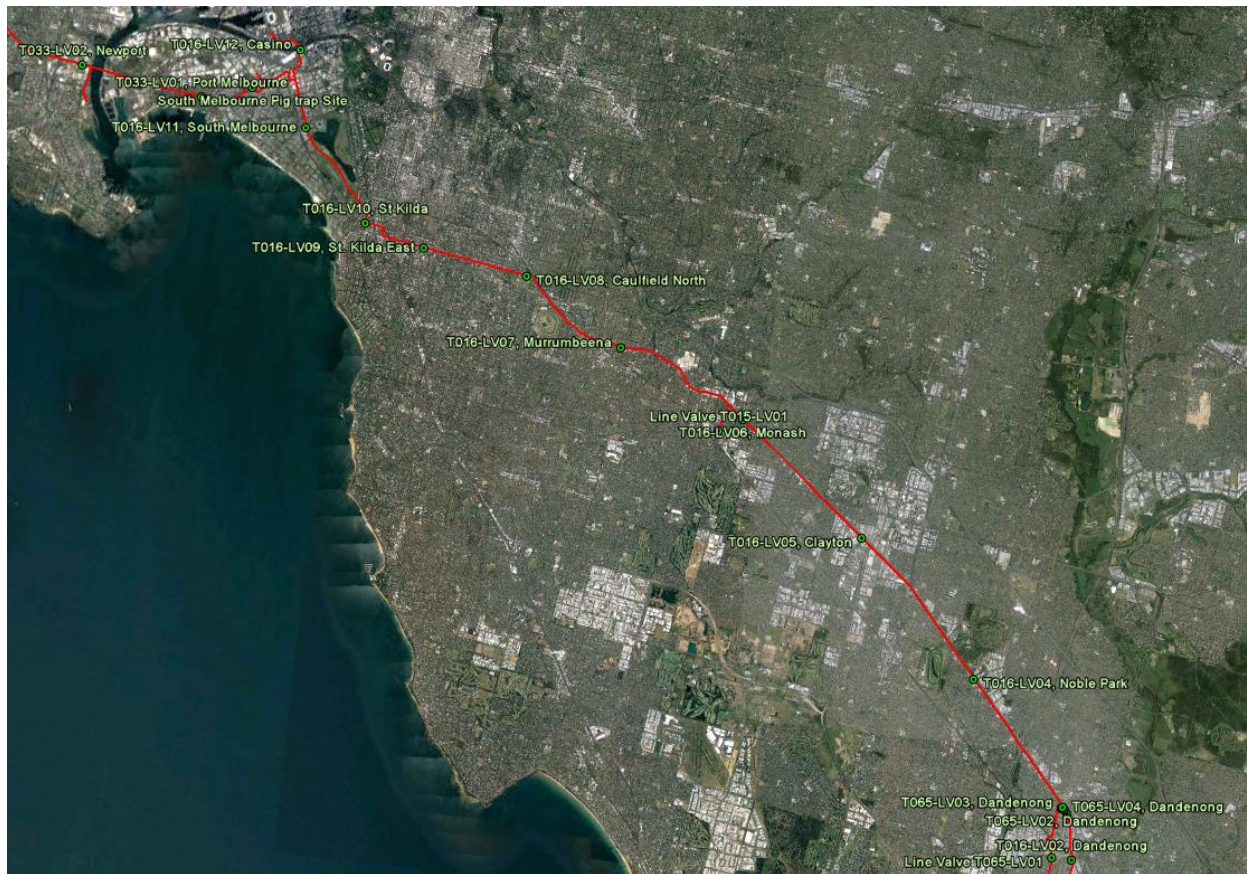 T016-LV12, Casino
T033-LV02, Newport
T033-LV01, Port Melbourne
South Melbourne Pig trap Site
T016-LV11, South Melbourne
T016-LV10, St Kilda
T016-LV09, St. Kilda East
T016-LV08, Caulfield North
T016-LV07, Murrumbeena
Line Valve T015-LV01
T016-LV06, Monash
T016-LV05, Clayton
T016-LV04, Noble Park
T065-LV03, Dandenong
T065-LV04, Dandenong
T065-LV02, Dandenong
T016-LV02, Dandenong
Line Valve T065-LV01